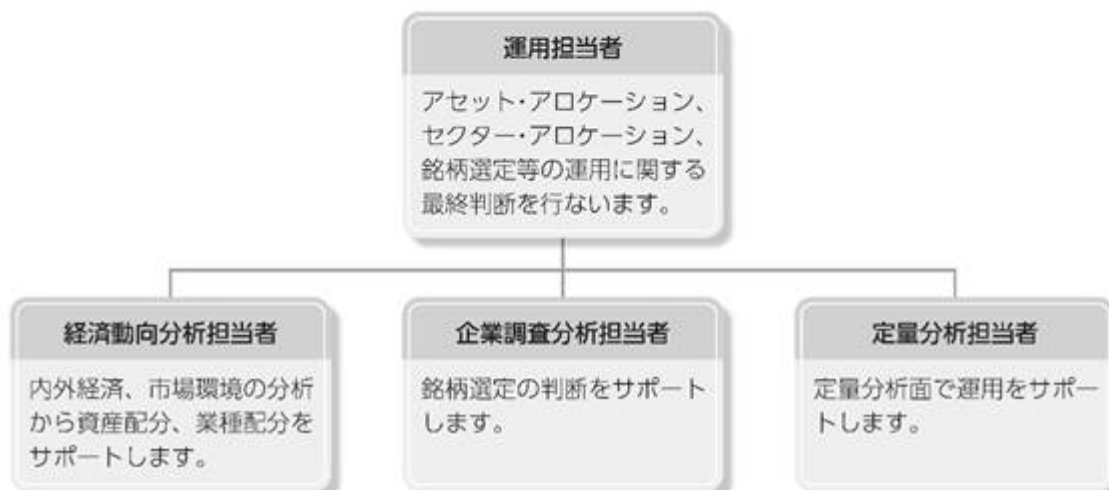 運用担当者
アセット・アロケーション、
セクター・アロケーション、
銘柄選定等の運用に関する
最終判断を行ないます。
経済動向分析担当者
内外経済、市場環境の分析
から資産配分、業種配分を
サポートします。
企業調査分析担当者
銘柄選定の判断をサポート
します。
定量分析担当者
定量分析面で運用をサポー
トします。